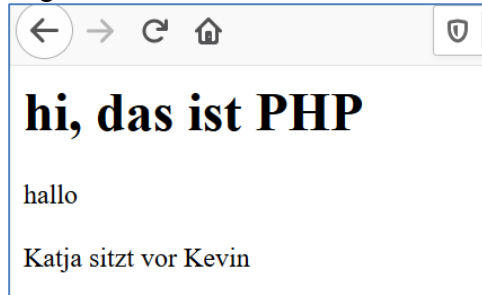 hi, das ist PHP
hallo
Katja sitzt vor Kevin